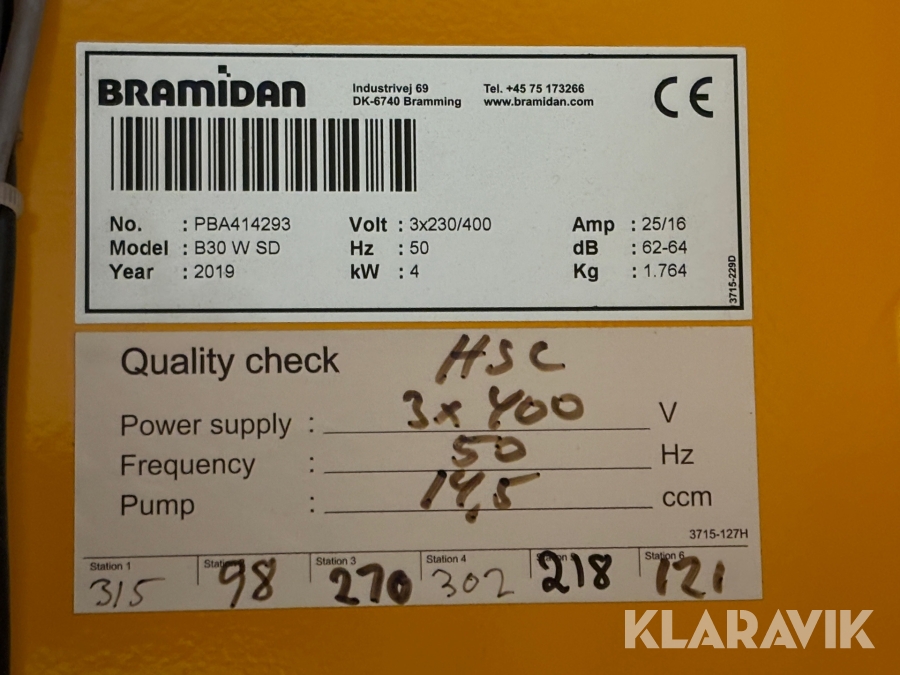 BRAMiDAN
Industrivej 69
DK-6740 Bramming
Tel. +45 75 173266
www.bramidan.com
CE
No. : PBA414293 Volt : 3x230/400 Amp : 25/16
Model : B30 W SD Hz : 50 dB : 62-64
Year : 2019 kW : 4 Kg : 1.764
3715-229D
Quality check HSC
Power supply : 3x400 V
Frequency : 50 Hz
Pump : 14,5 ccm
3715-127H
Station 1 Station 3 Station 4 Station 6
315 98 270 302 218 121
KLARAVIK